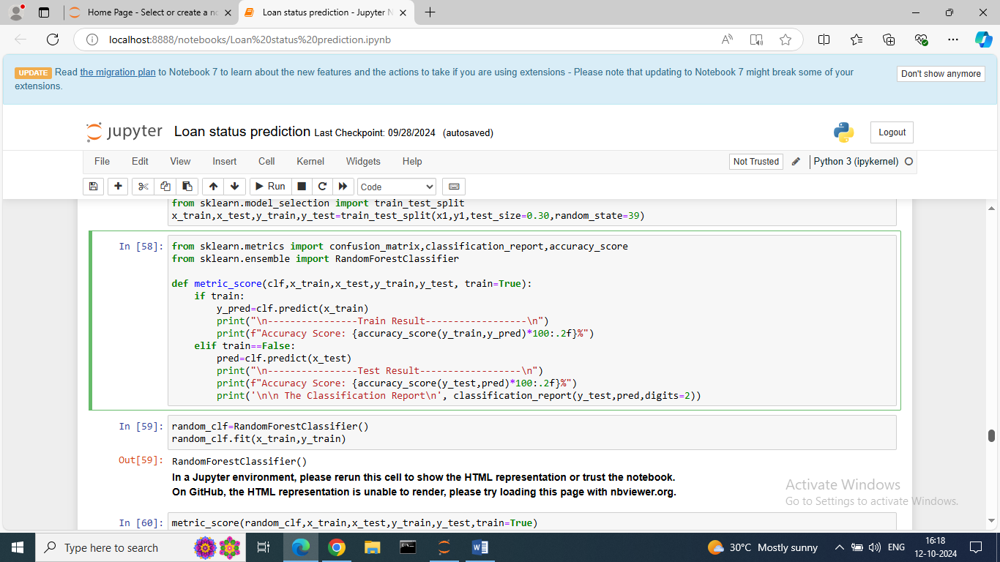 Home Page - Select or create a no
Loan status prediction - Jupyter N
localhost:8888/notebooks/Loan%20status%20prediction.ipynb
UPDATE Read the migration plan to Notebook 7 to learn about the new features and the actions to take if you are using extensions - Please note that updating to Notebook 7 might break some of your
extensions.
Don't show anymore
jupyter Loan status prediction Last Checkpoint: 09/28/2024 (autosaved)
Logout
File Edit View Insert Cell Kernel Widgets Help
Not Trusted Python 3 (ipykernel)
Run Code
from sklearn.model_selection import train_test_split
x_train,x_test,y_train,y_test=train_test_split(x1,y1,test_size=0.30,random_state=39)
In [58]: from sklearn.metrics import confusion_matrix,classification_report,accuracy_score
from sklearn.ensemble import RandomForestClassifier
def metric_score(clf,x_train,x_test,y_train,y_test, train=True):
    if train:
        y_pred=clf.predict(x_train)
        print("\n----------------Train Result------------------\n")
        print(f"Accuracy Score: {accuracy_score(y_train,y_pred)*100:.2f}%")
    elif train==False:
        pred=clf.predict(x_test)
        print("\n----------------Test Result------------------\n")
        print(f"Accuracy Score: {accuracy_score(y_test,pred)*100:.2f}%")
        print('\n\n The Classification Report\n', classification_report(y_test,pred,digits=2))
In [59]: random_clf=RandomForestClassifier()
random_clf.fit(x_train,y_train)
Out[59]: RandomForestClassifier()
In a Jupyter environment, please rerun this cell to show the HTML representation or trust the notebook.
On GitHub, the HTML representation is unable to render, please try loading this page with nbviewer.org.
Activate Windows
Go to Settings to activate Windows.
In [60]: metric_score(random_clf,x_train,x_test,y_train,y_test,train=True)
Type here to search
30°C Mostly sunny
ENG
16:18
12-10-2024